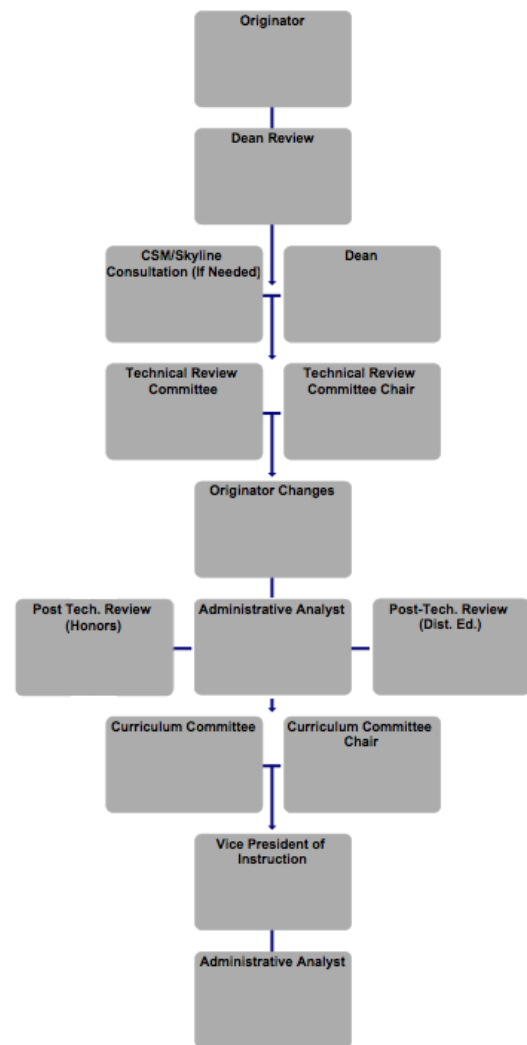 Originator
Dean Review
CSM/Skyline
Consultation (If Needed)
Dean
Technical Review
Committee
Technical Review
Committee Chair
Originator Changes
Post Tech. Review
(Honors)
Administrative Analyst
Post-Tech. Review
(Dist. Ed.)
Curriculum Committee
Curriculum Committee
Chair
Vice President of
Instruction
Administrative Analyst